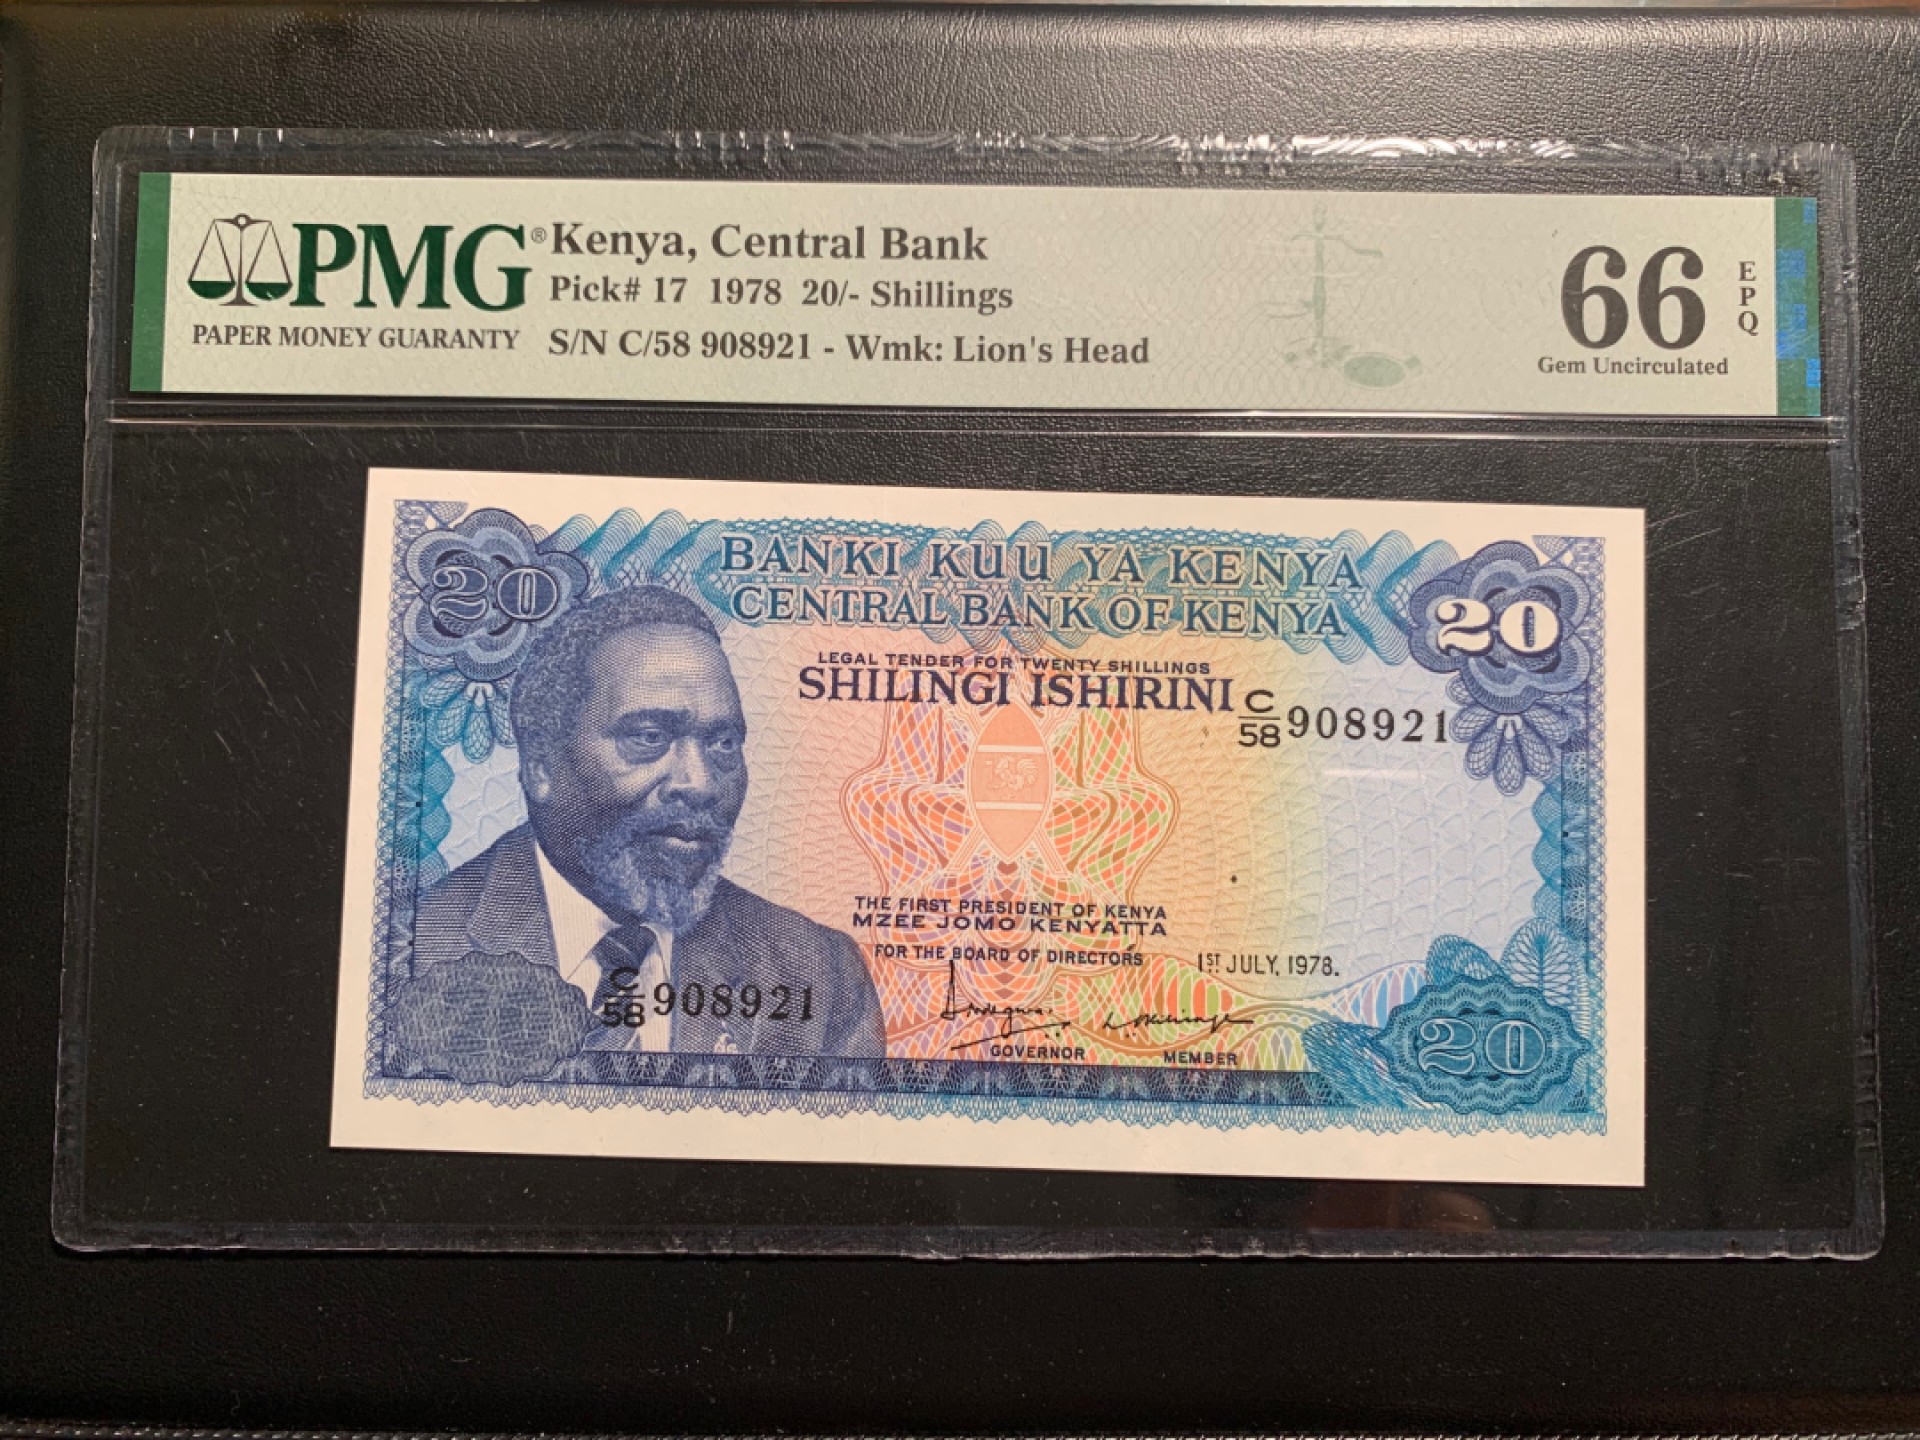 PMG®
PAPER MONEY GUARANTY
Kenya, Central Bank
Pick# 17 1978 20/- Shillings
S/N C/58 908921 - Wmk: Lion's Head
66
EPQ
Gem Uncirculated
20
BANKI KUU YA KENYA
CENTRAL BANK OF KENYA
20
LEGAL TENDER FOR TWENTY SHILLINGS
SHILINGI ISHIRINI
C/58 908921
THE FIRST PRESIDENT OF KENYA
MZEE JOMO KENYATTA
FOR THE BOARD OF DIRECTORS
1ST JULY, 1978.
C/58 908921
GOVERNOR
MEMBER
20